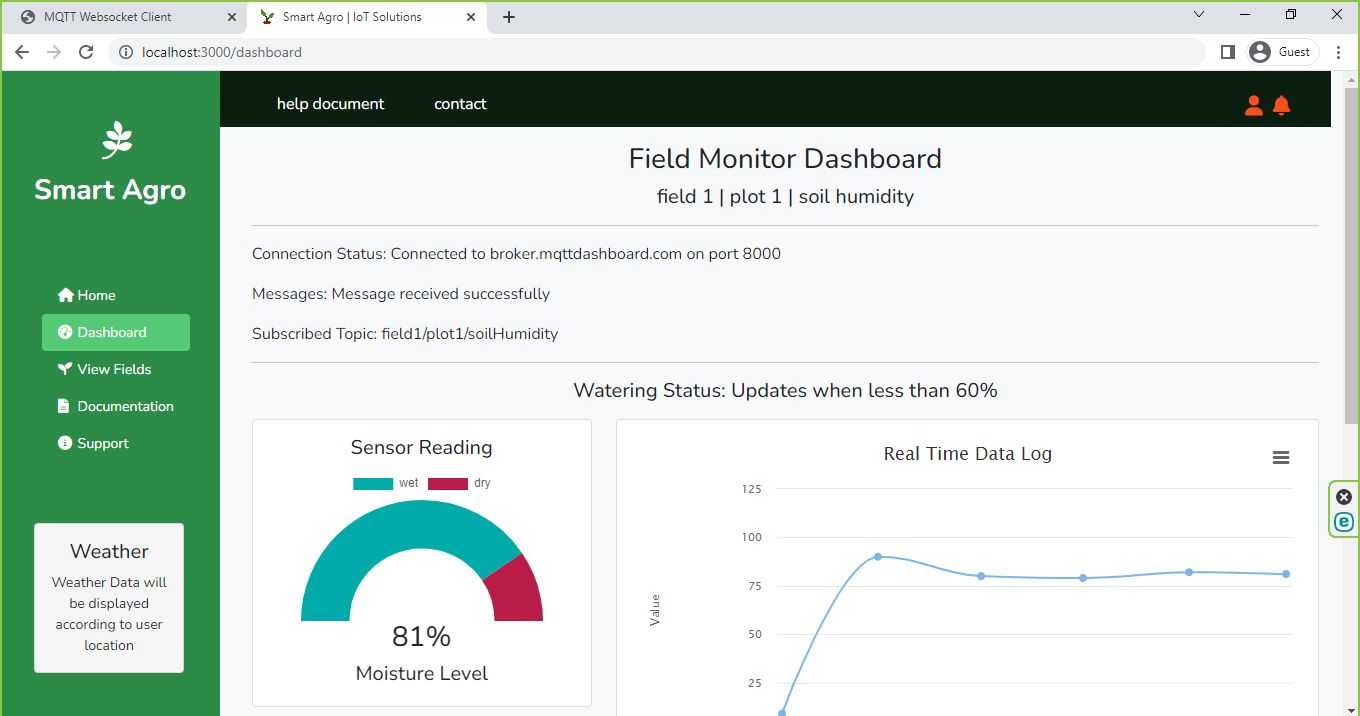 MQTT Websocket Client
Smart Agro | IoT Solutions
localhost:3000/dashboard
Guest
help document
contact
Smart Agro
Home
Dashboard
View Fields
Documentation
Support
Weather
Weather Data will
be displayed
according to user
location
Field Monitor Dashboard
field 1 | plot 1 | soil humidity
Connection Status: Connected to broker.mqttdashboard.com on port 8000
Messages: Message received successfully
Subscribed Topic: field1/plot1/soilHumidity
Watering Status: Updates when less than 60%
Sensor Reading
wet
dry
81%
Moisture Level
Real Time Data Log
125
100
75
50
25
Value